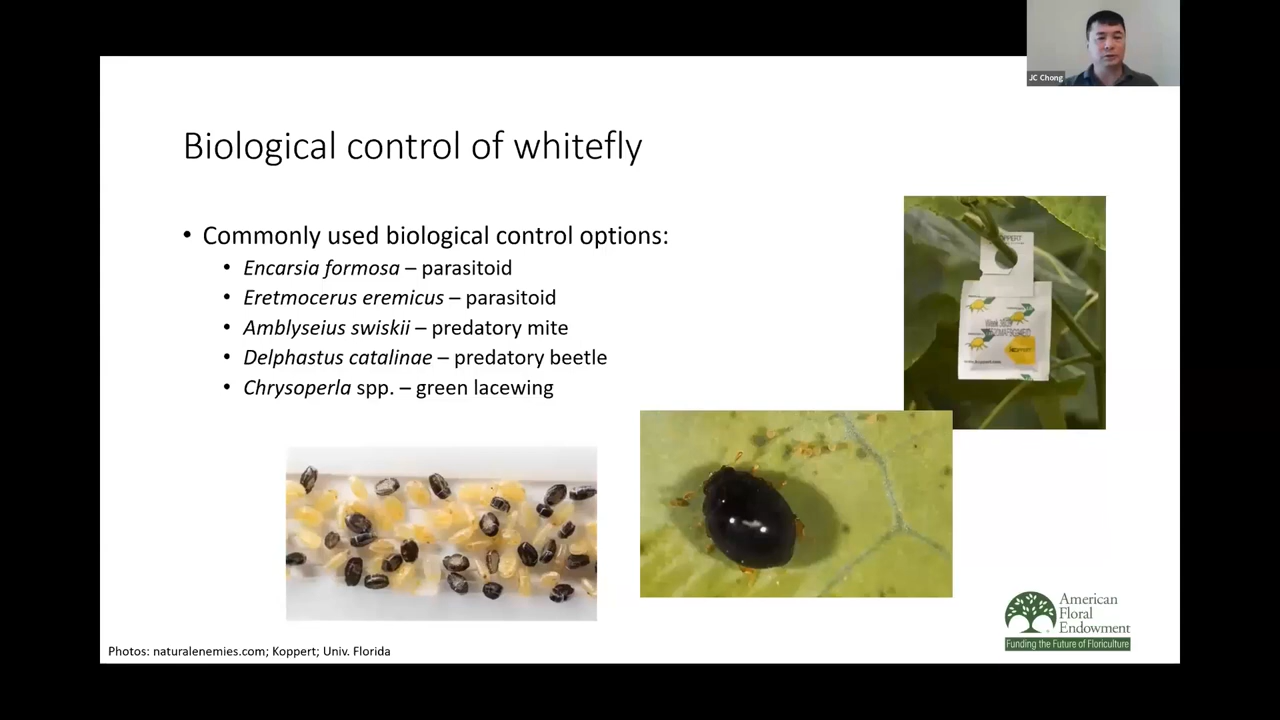 JC Chong
Biological control of whitefly
• Commonly used biological control options:
• Encarsia formosa – parasitoid
• Eretmocerus eremicus – parasitoid
• Amblyseius swiskii – predatory mite
• Delphastus catalinae – predatory beetle
• Chrysoperla spp. – green lacewing
American
Floral
Endowment
Funding the Future of Floriculture
Photos: naturalenemies.com; Koppert; Univ. Florida